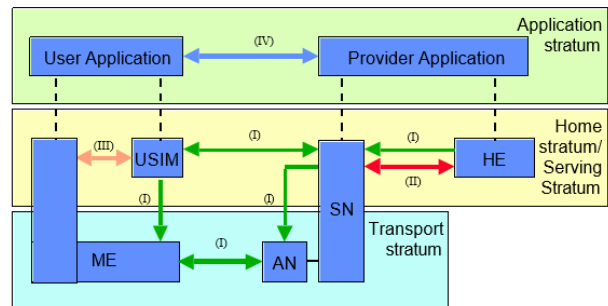 Application
stratum
User Application
(IV)
Provider Application
Home
stratum/
Serving
Stratum
(III)
USIM
(I)
(I)
HE
(II)
SN
(I)
(I)
Transport
stratum
ME
(I)
AN